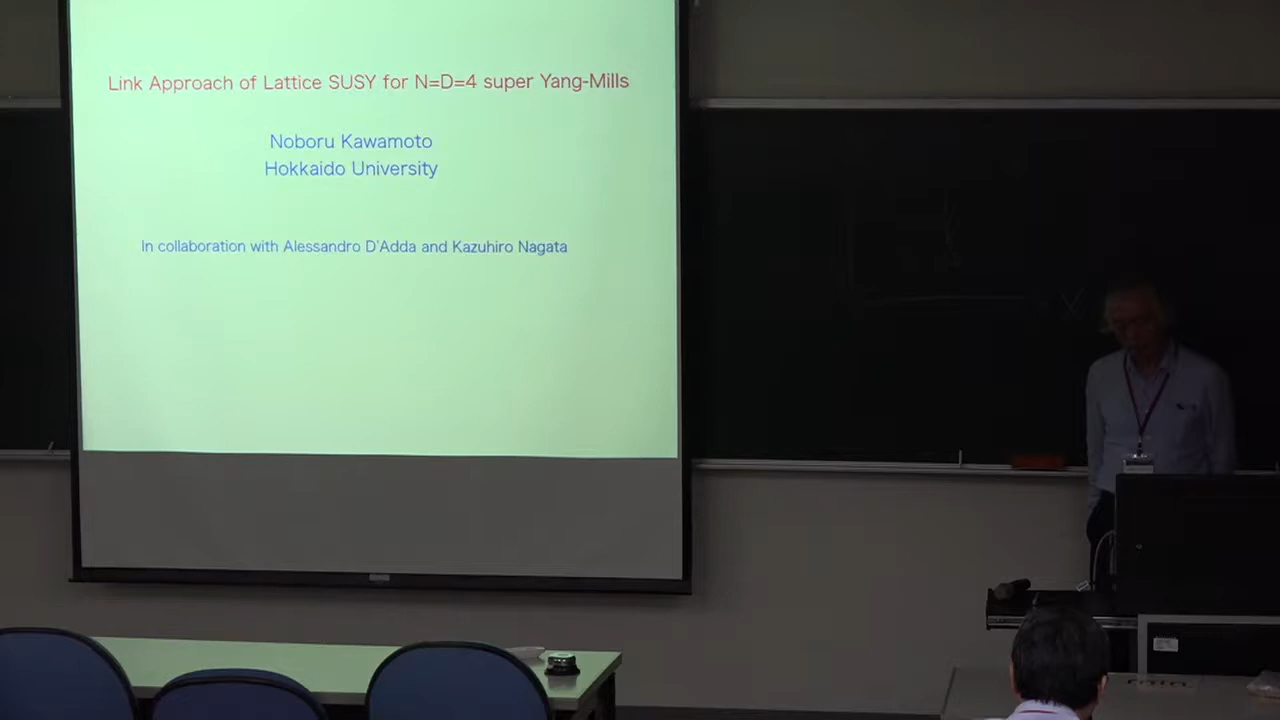 Link Approach of Lattice SUSY for N=D=4 super Yang-Mills
Noboru Kawamoto
Hokkaido University
In collaboration with Alessandro D'Adda and Kazuhiro Nagata